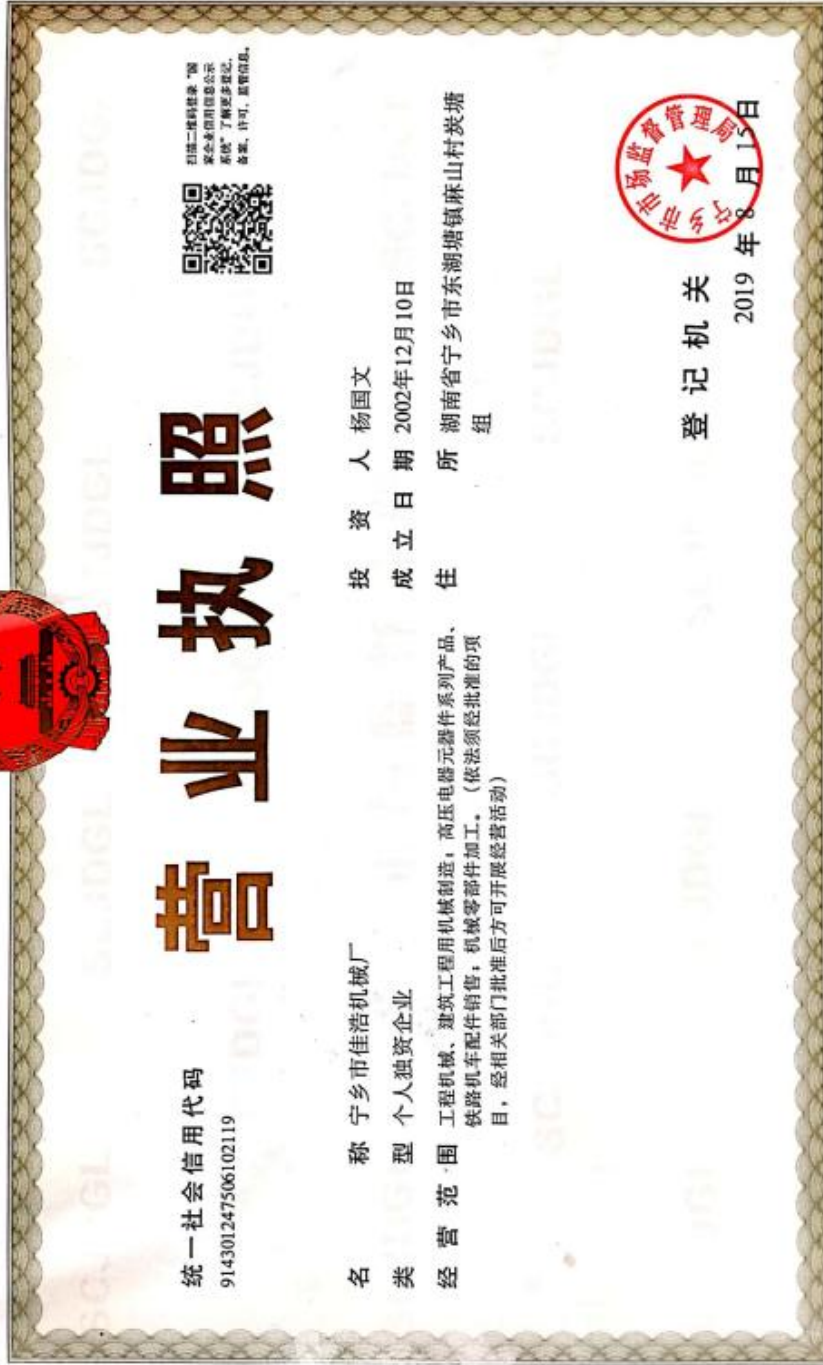 营业执照
统一社会信用代码
914301247506102119
扫描二维码登录“国
家企业信用信息公示
系统”了解更多登记、
备案、许可、监管信息。
名称 宁乡市佳浩机械厂
类型 个人独资企业
经营范围 工程机械、建筑工程用机械制造；高压电器元器件系列产品、
铁路机车配件销售；机械零部件加工。（依法须经批准的项
目，经相关部门批准后方可开展经营活动）
投资人 杨国文
成立日期 2002年12月10日
住所 湖南省宁乡市东湖塘镇麻山村炭塘
组
登记机关
宁乡市市场监督管理局
2019 年 8 月 15 日